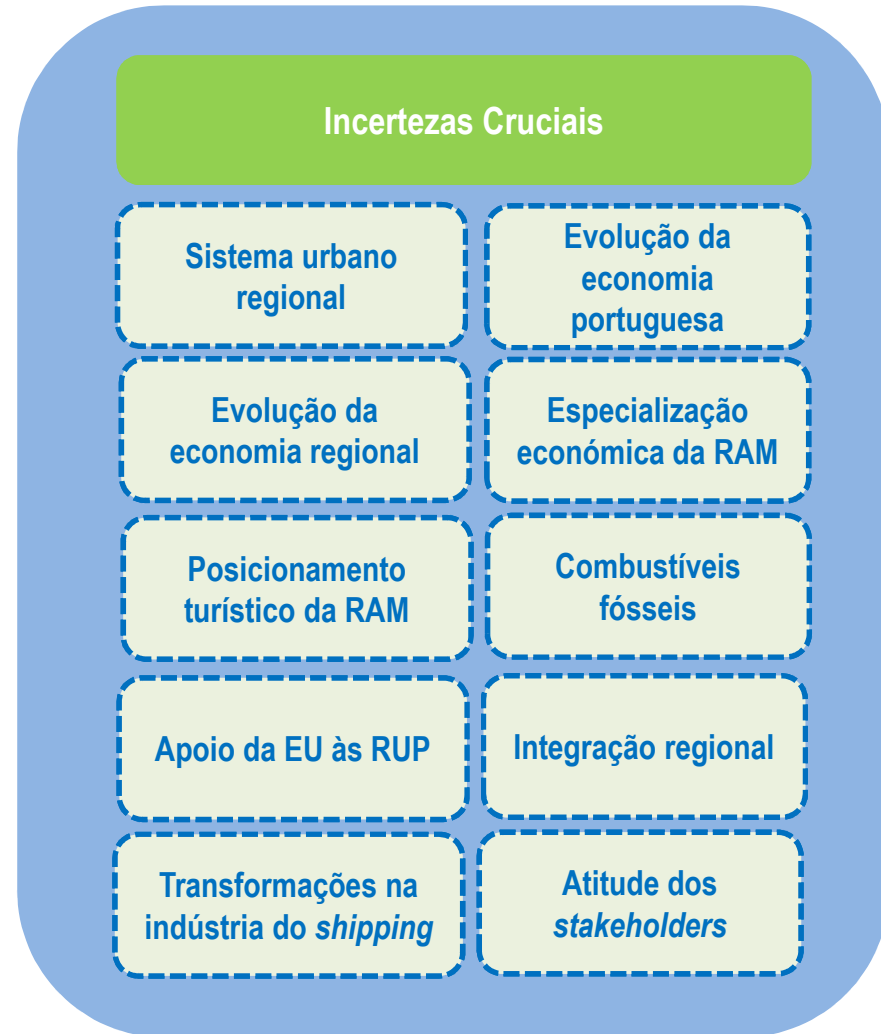 Incertezas Cruciais
Sistema urbano
regional
Evolução da
economia
portuguesa
Evolução da
economia regional
Especialização
económica da RAM
Posicionamento
turístico da RAM
Combustíveis
fósseis
Apoio da EU às RUP
Integração regional
Transformações na
indústria do shipping
Atitude dos
stakeholders